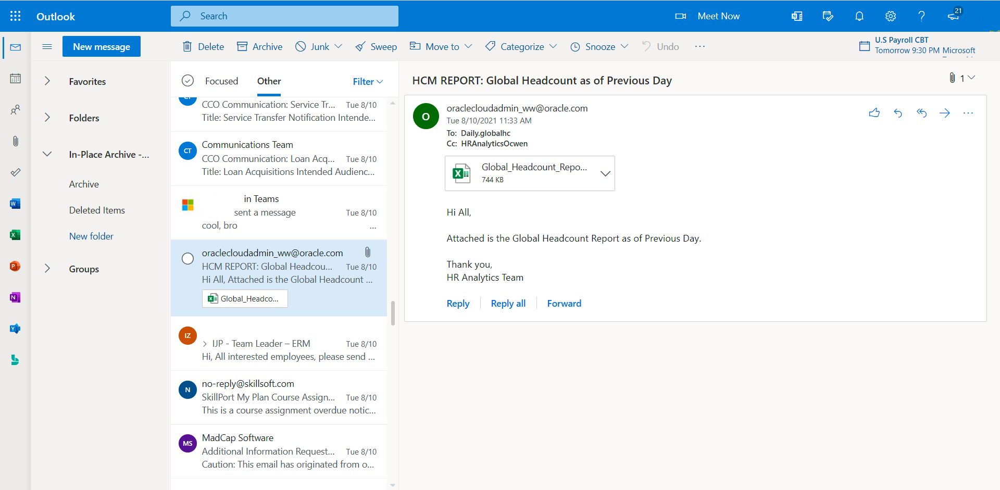 Outlook
Search
Meet Now
21
New message
Delete
Archive
Junk
Sweep
Move to
Categorize
Snooze
Undo
...
U.S Payroll CBT
Tomorrow 9:30 PM Microsoft
Favorites
Folders
In-Place Archive -...
Archive
Deleted Items
New folder
Groups
Focused
Other
Filter
CCO Communication: Service Tr... Tue 8/10
Title: Service Transfer Notification Intende...
CT
Communications Team
CCO Communication: Loan Acq... Tue 8/10
Title: Loan Acquisitions Intended Audienc...
in Teams
sent a message Tue 8/10
cool, bro ...
oraclecloudadmin_ww@oracle.com
HCM REPORT: Global Headcou... Tue 8/10
Hi All, Attached is the Global Headcount ...
Global_Headco...
IZ
> IJP - Team Leader – ERM Tue 8/10
Hi, All interested employees, please send ...
N
no-reply@skillsoft.com
SkillPort My Plan Course Assign... Tue 8/10
This is a course assignment overdue notic...
MS
MadCap Software
Additional Information Request... Tue 8/10
Caution: This email has originated from o...
HCM REPORT: Global Headcount as of Previous Day
1
O
oraclecloudadmin_ww@oracle.com
Tue 8/10/2021 11:33 AM
To: Daily.globalhc
Cc: HRAnalyticsOcwen
...
Global_Headcount_Repo...
744 KB
Hi All,
Attached is the Global Headcount Report as of Previous Day.
Thank you,
HR Analytics Team
Reply
Reply all
Forward